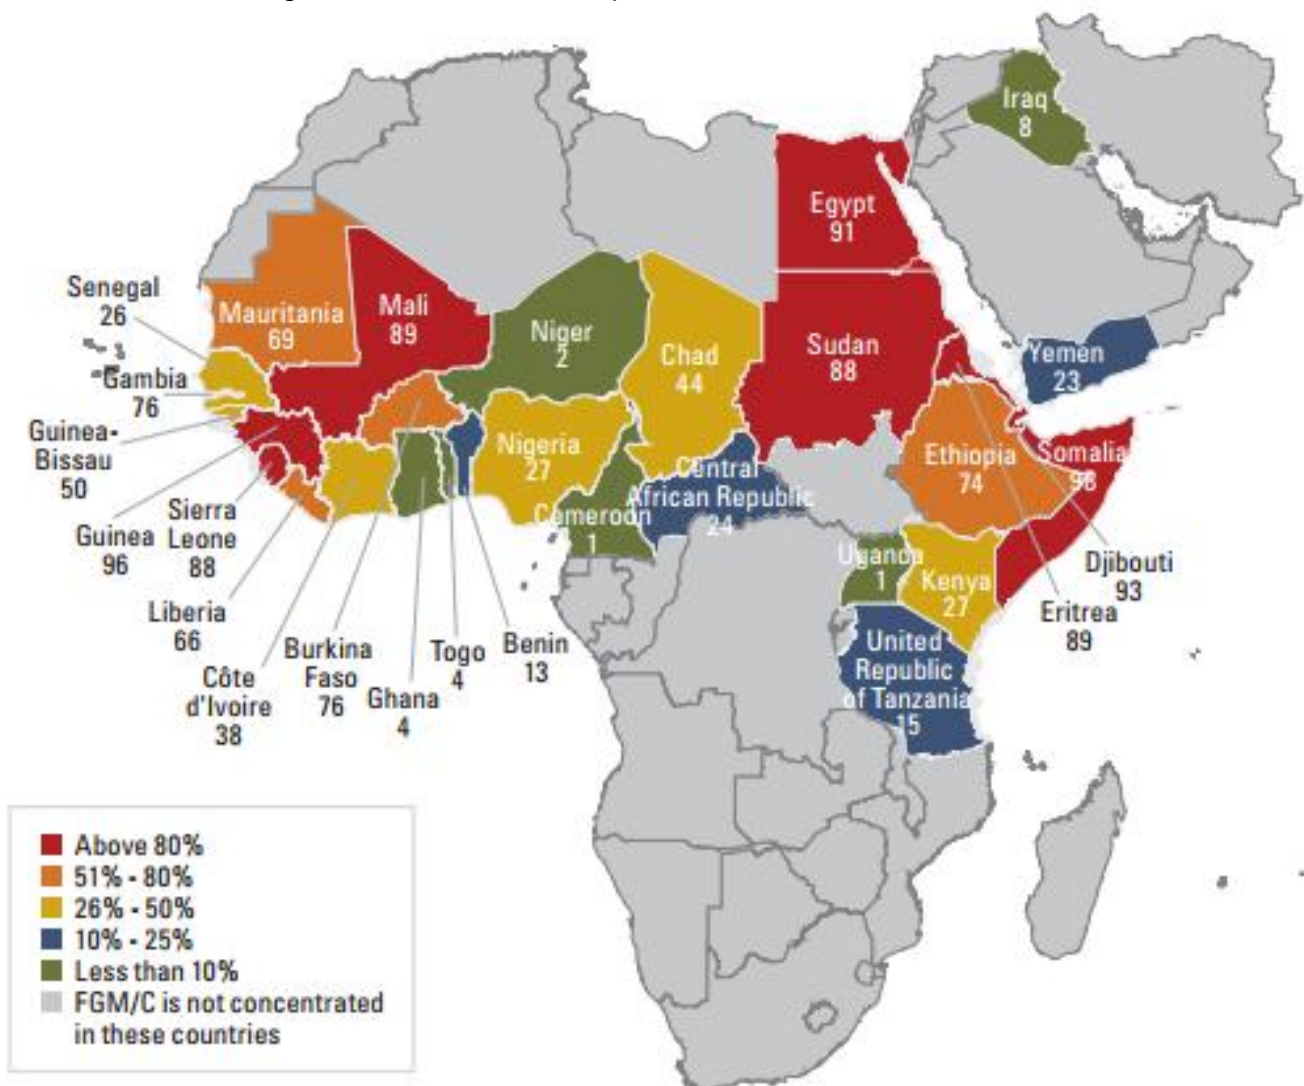 Iraq
8
Egypt
91
Senegal
26
Mauritania
69
Mali
89
Niger
2
Chad
44
Sudan
88
Yemen
23
Gambia
76
Guinea-
Bissau
50
Nigeria
27
Ethiopia
74
Somalia
98
Central
African Republic
24
Cemeroon
1
Guinea
96
Sierra
Leone
88
Uganda
1
Kenya
27
Djibouti
93
Eritrea
89
Liberia
66
Côte
d'Ivoire
38
Burkina
Faso
76
Ghana
4
Togo
4
Benin
13
United
Republic
of Tanzania
15
Above 80%
51% - 80%
26% - 50%
10% - 25%
Less than 10%
FGM/C is not concentrated
in these countries